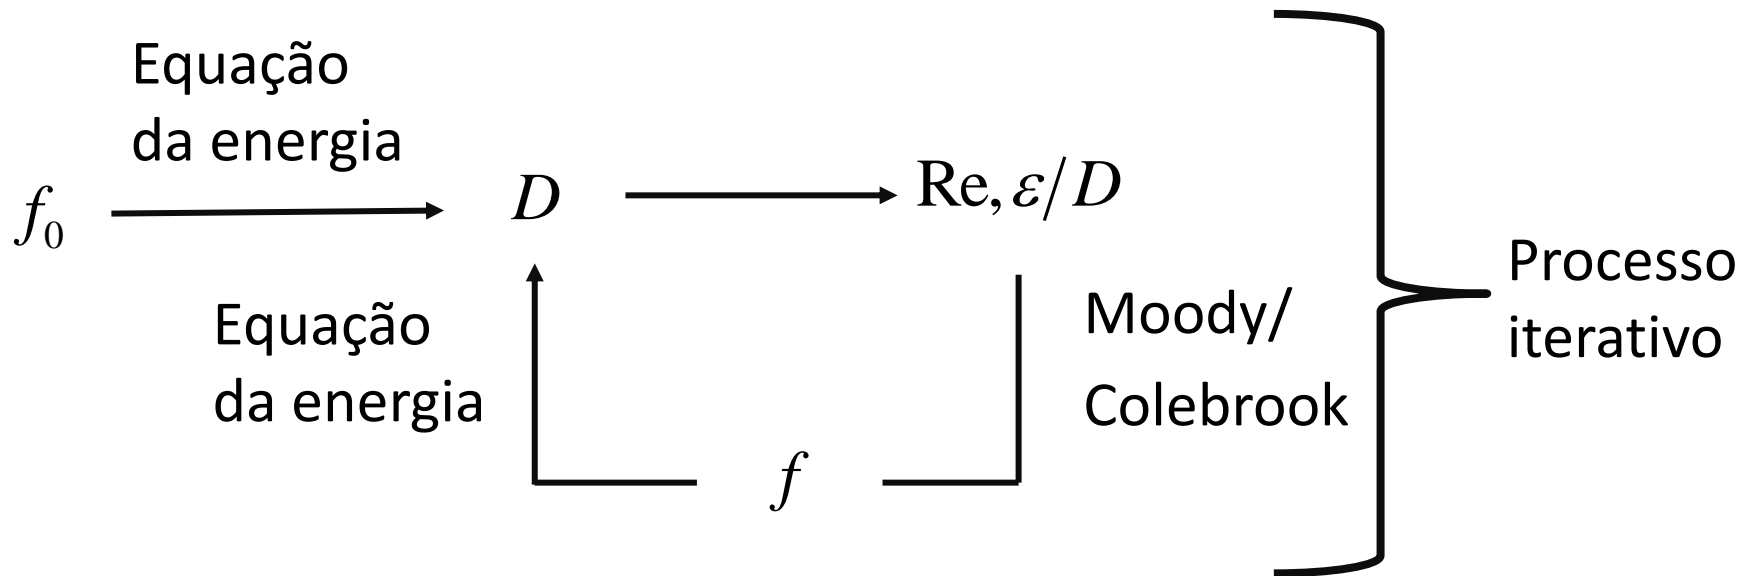 Equação
da energia
f₀
D
Re, ε/D
Equação
da energia
Moody/
Colebrook
f
Processo
iterativo